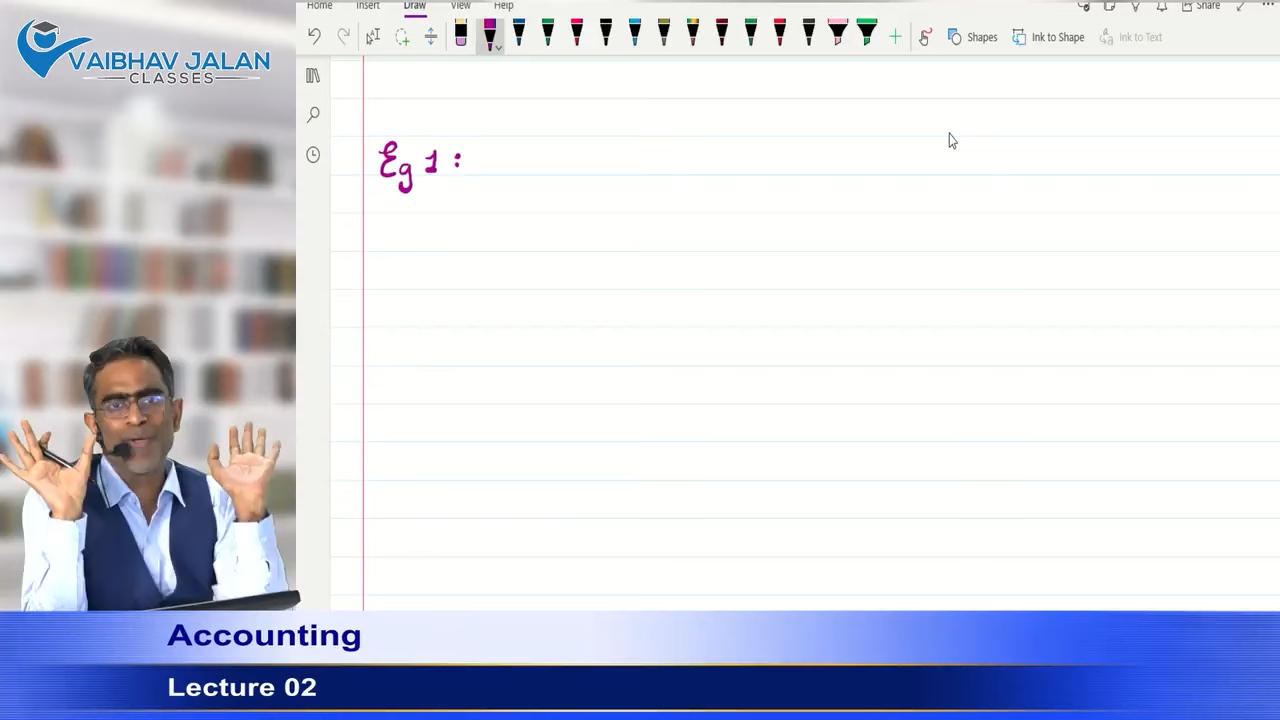 Home Insert Draw View Help Share
VAIBHAV JALAN
CLASSES
Shapes Ink to Shape Ink to Text
Eg 1 :
Accounting
Lecture 02